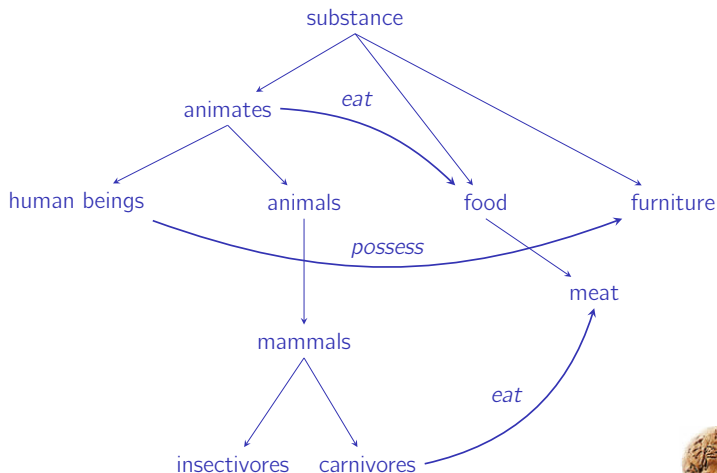 substance
eat
animates
human beings
animals
food
furniture
possess
meat
mammals
eat
insectivores
carnivores